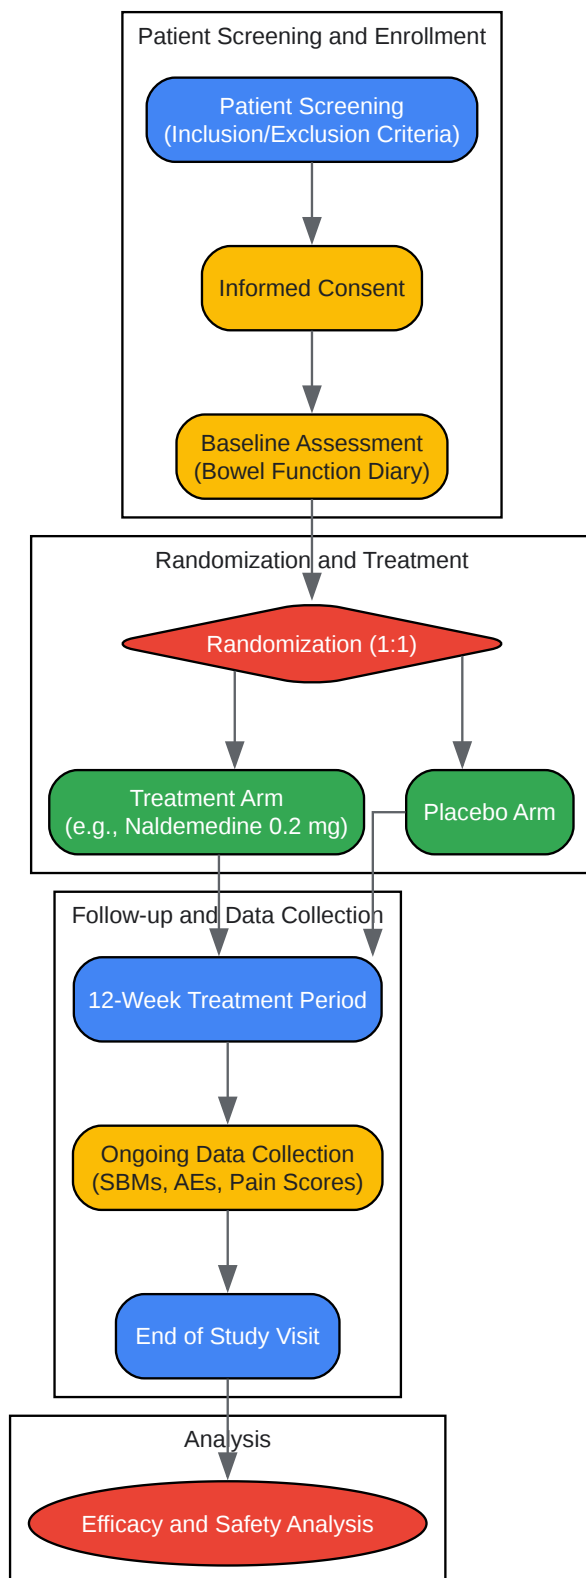 Patient Screening and Enrollment
Patient Screening
(Inclusion/Exclusion Criteria)
Informed Consent
Baseline Assessment
(Bowel Function Diary)
Randomization and Treatment
Randomization (1:1)
Treatment Arm
(e.g., Naldemedine 0.2 mg)
Placebo Arm
Follow-up and Data Collection
12-Week Treatment Period
Ongoing Data Collection
(SBMs, AEs, Pain Scores)
End of Study Visit
Analysis
Efficacy and Safety Analysis